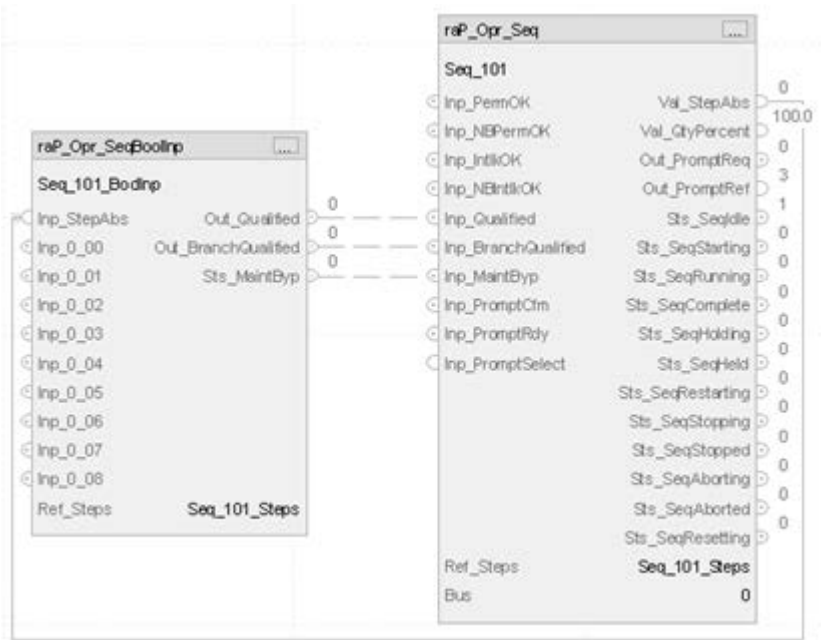 raP_Opr_SeqBoolInp ...
Seq_101_BoolInp
Inp_StepAbs Out_Qualified 0
Inp_0_00 Out_BranchQualified 0
Inp_0_01 Sts_MaintByp 0
Inp_0_02
Inp_0_03
Inp_0_04
Inp_0_05
Inp_0_06
Inp_0_07
Inp_0_08
Ref_Steps Seq_101_Steps
raP_Opr_Seq ...
Seq_101
Inp_PermOK Val_StepAbs 0
Inp_NBPermOK Val_QtyPercent 100.0
Inp_IntlkOK Out_PromptReq 0
Inp_NBIntlkOK Out_PromptRef 3
Inp_Qualified Sts_SeqIdle 1
Inp_BranchQualified Sts_SeqStarting 0
Inp_MaintByp Sts_SeqRunning 0
Inp_PromptCfm Sts_SeqComplete 0
Inp_PromptRdy Sts_SeqHolding 0
Inp_PromptSelect Sts_SeqHeld 0
Sts_SeqRestarting 0
Sts_SeqStopping 0
Sts_SeqStopped 0
Sts_SeqAborting 0
Sts_SeqAborted 0
Sts_SeqResetting 0
Ref_Steps Seq_101_Steps
Bus 0